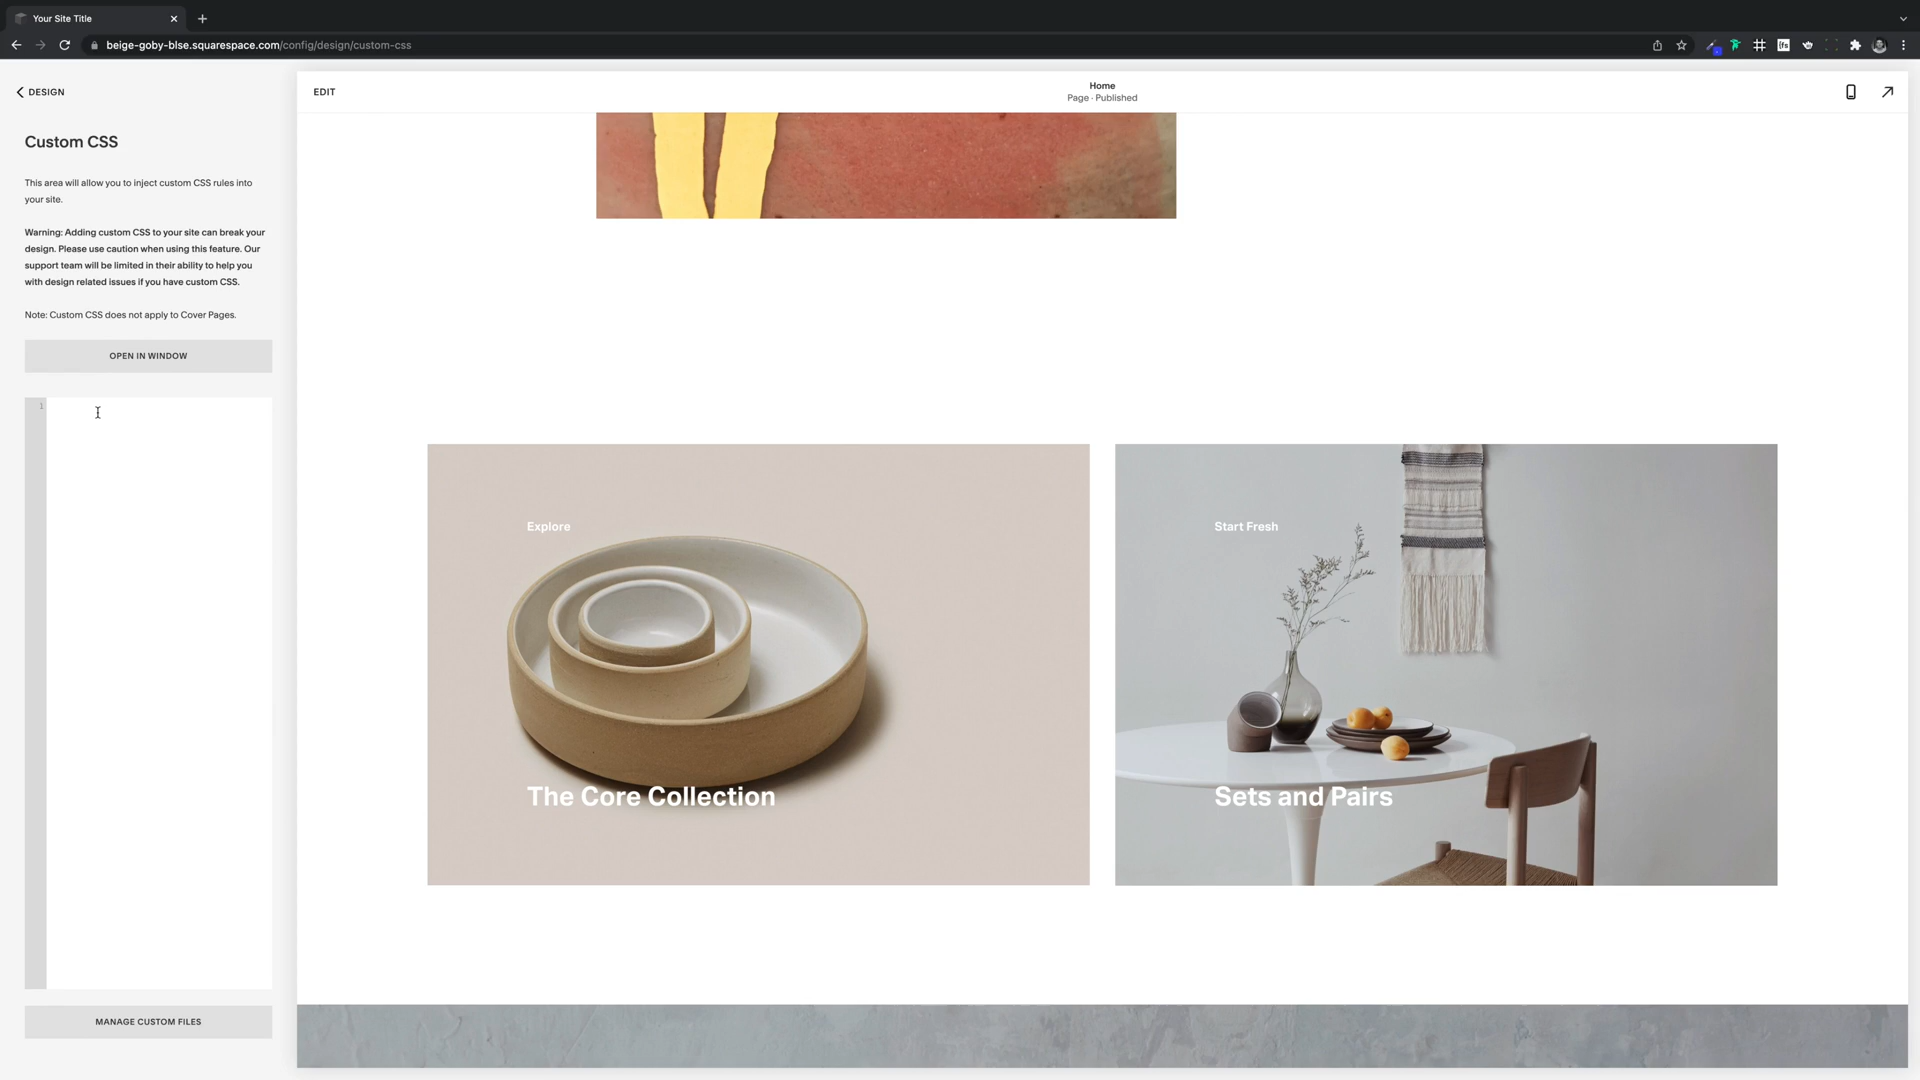 Your Site Title
beige-goby-blse.squarespace.com/config/design/custom-css
DESIGN
EDIT
Home
Page · Published
Custom CSS
This area will allow you to inject custom CSS rules into
your site.
Warning: Adding custom CSS to your site can break your
design. Please use caution when using this feature. Our
support team will be limited in their ability to help you
with design related issues if you have custom CSS.
Note: Custom CSS does not apply to Cover Pages.
OPEN IN WINDOW
1
Explore
The Core Collection
Start Fresh
Sets and Pairs
MANAGE CUSTOM FILES